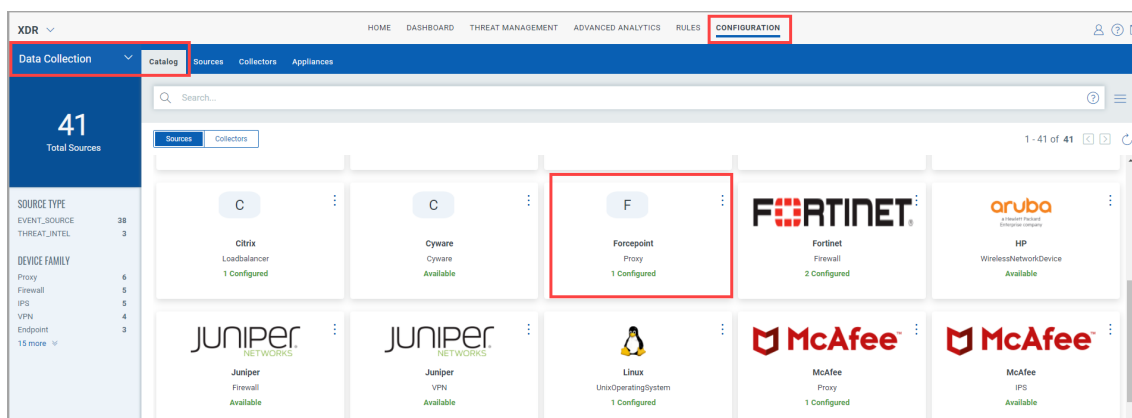 XDR
HOME DASHBOARD THREAT MANAGEMENT ADVANCED ANALYTICS RULES CONFIGURATION
Data Collection
Catalog Sources Collectors Appliances
41
Total Sources
Search...
Sources Collectors
1 - 41 of 41
SOURCE TYPE
EVENT_SOURCE 38
THREAT_INTEL 3
DEVICE FAMILY
Proxy 6
Firewall 5
IPS 5
VPN 4
Endpoint 3
15 more
C
Citrix
Loadbalancer
1 Configured
C
Cyware
Cyware
Available
F
Forcepoint
Proxy
1 Configured
FORTINET
Fortinet
Firewall
2 Configured
aruba
a Hewlett Packard
Enterprise company
HP
WirelessNetworkDevice
Available
JUNIPER
NETWORKS
Juniper
Firewall
Available
JUNIPER
NETWORKS
Juniper
VPN
Available
Linux
UnixOperatingSystem
1 Configured
McAfee
McAfee
Proxy
1 Configured
McAfee
McAfee
IPS
Available